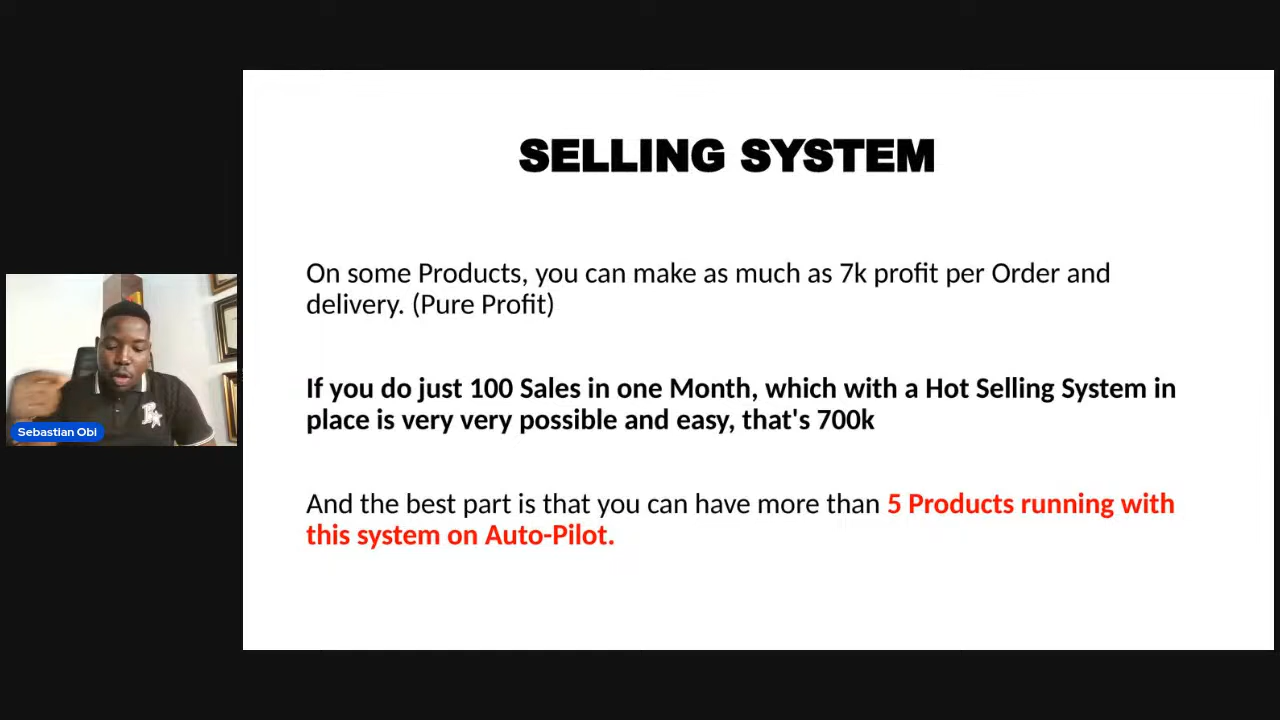 SELLING SYSTEM
On some Products, you can make as much as 7k profit per Order and
delivery. (Pure Profit)
If you do just 100 Sales in one Month, which with a Hot Selling System in
place is very very possible and easy, that's 700k
And the best part is that you can have more than 5 Products running with
this system on Auto-Pilot.
Sebastian Obi